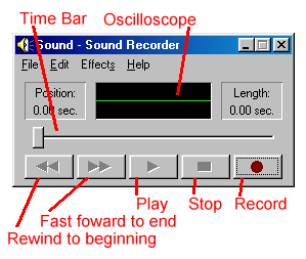 Time Bar Oscilloscope
Sound - Sound Recorder
File Edit Effects Help
Position:
0.00 sec.
Length:
0.00 sec.
Play Stop Record
Fast foward to end
Rewind to beginning